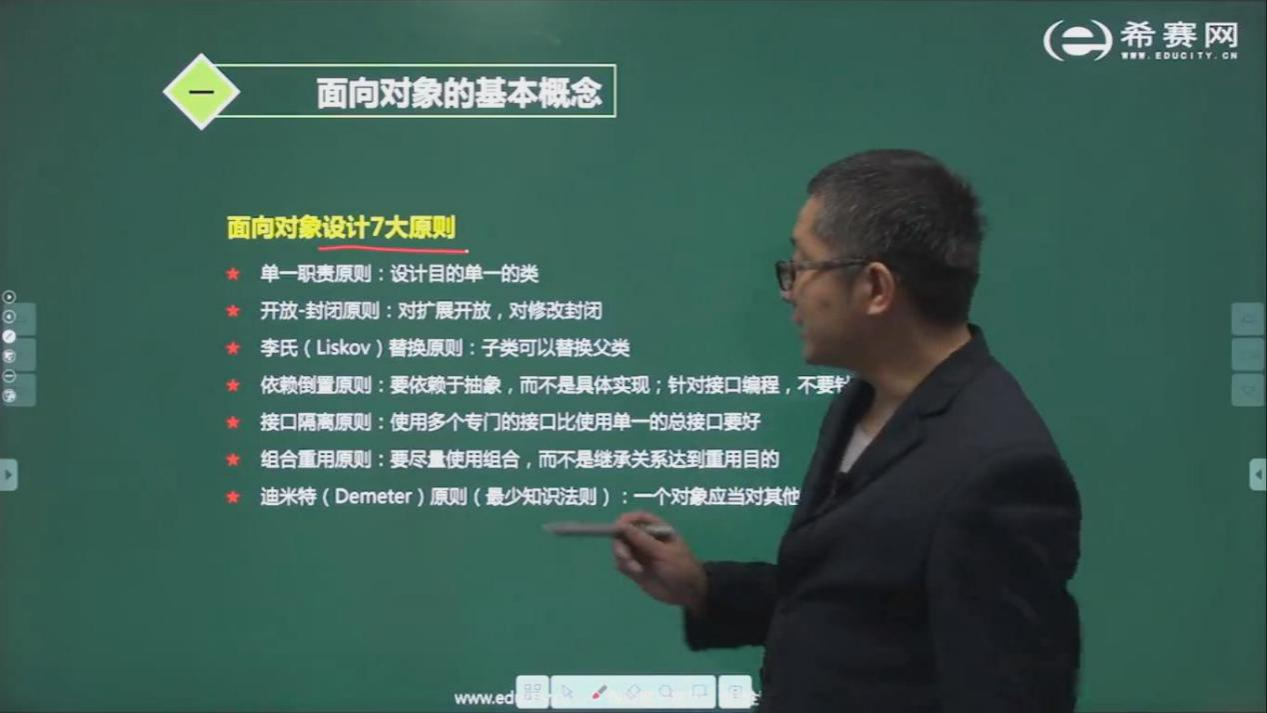 希赛网
WWW.EDUCITY.CN
一
面向对象的基本概念
面向对象设计7大原则
单一职责原则：设计目的单一的类
开放-封闭原则：对扩展开放，对修改封闭
李氏（Liskov）替换原则：子类可以替换父类
依赖倒置原则：要依赖于抽象，而不是具体实现；针对接口编程，不要
接口隔离原则：使用多个专门的接口比使用单一的总接口要好
组合重用原则：要尽量使用组合，而不是继承关系达到重用目的
迪米特（Demeter）原则（最少知识法则）：一个对象应当对其他
www.edu